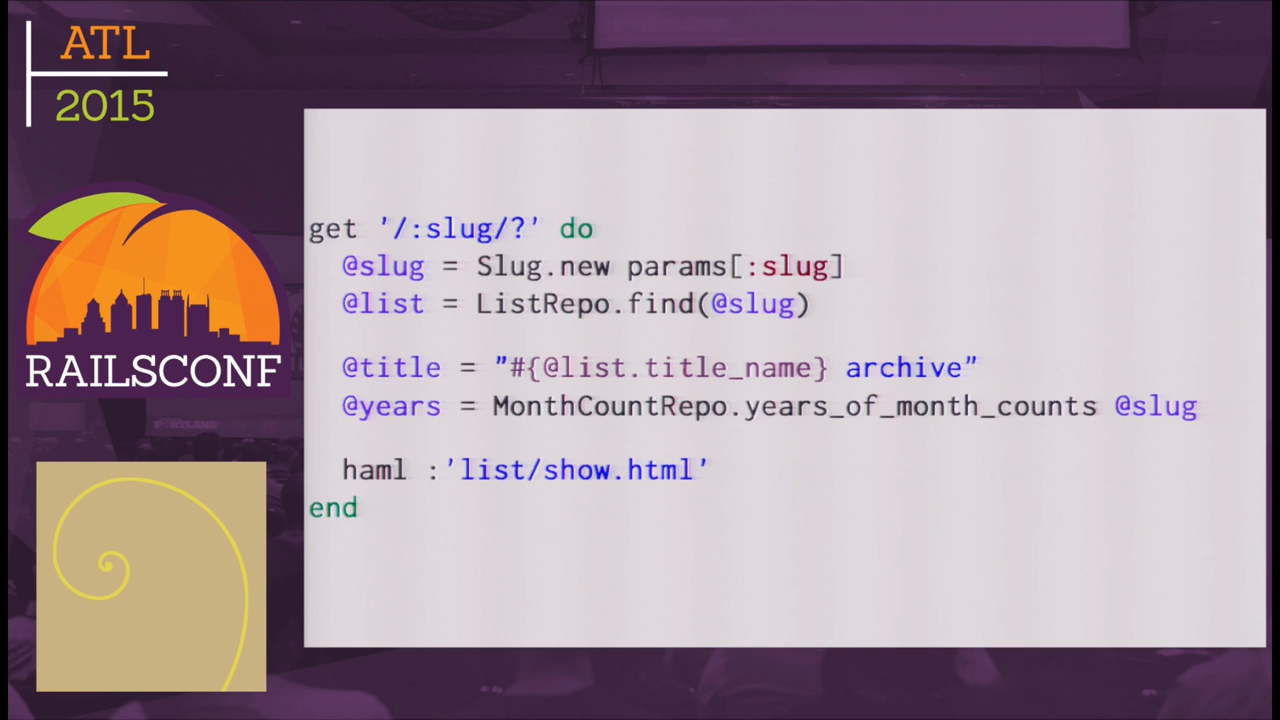 ATL
2015
RAILSCONF
get '/:slug/?' do
  @slug = Slug.new params[:slug]
  @list = ListRepo.find(@slug)
  @title = "#{@list.title_name} archive"
  @years = MonthCountRepo.years_of_month_counts @slug
  haml :'list/show.html'
end